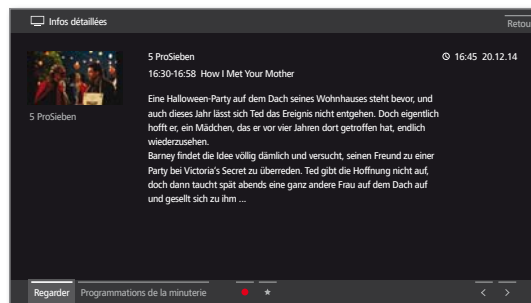 Infos détaillées
Retou
5 ProSieben
16:45 20.12.14
16:30-16:58 How I Met Your Mother
5 ProSieben
Eine Halloween-Party auf dem Dach seines Wohnhauses steht bevor, und
auch dieses Jahr lässt sich Ted das Ereignis nicht entgehen. Doch eigentlich
hofft er, ein Mädchen, das er vor vier Jahren dort getroffen hat, endlich
wiederzusehen.
Barney findet die Idee völlig dämlich und versucht, seinen Freund zu einer
Party bei Victoria's Secret zu überreden. Ted gibt die Hoffnung nicht auf,
doch dann taucht spät abends eine ganz andere Frau auf dem Dach auf
und gesellt sich zu ihm ...
Regarder Programmations de la minuterie